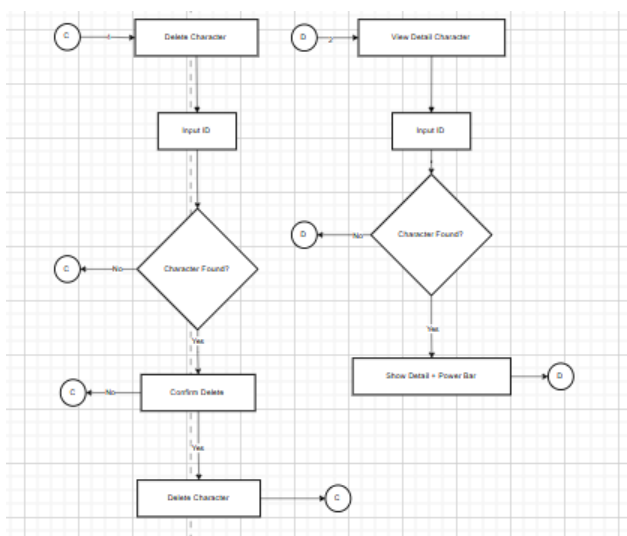 C
Delete Character
Input ID
Character Found?
No
C
Yes
Confirm Delete
No
C
Yes
Delete Character
C
D
2
View Detail Character
Input ID
Character Found?
No
D
Yes
Show Detail + Power Bar
D